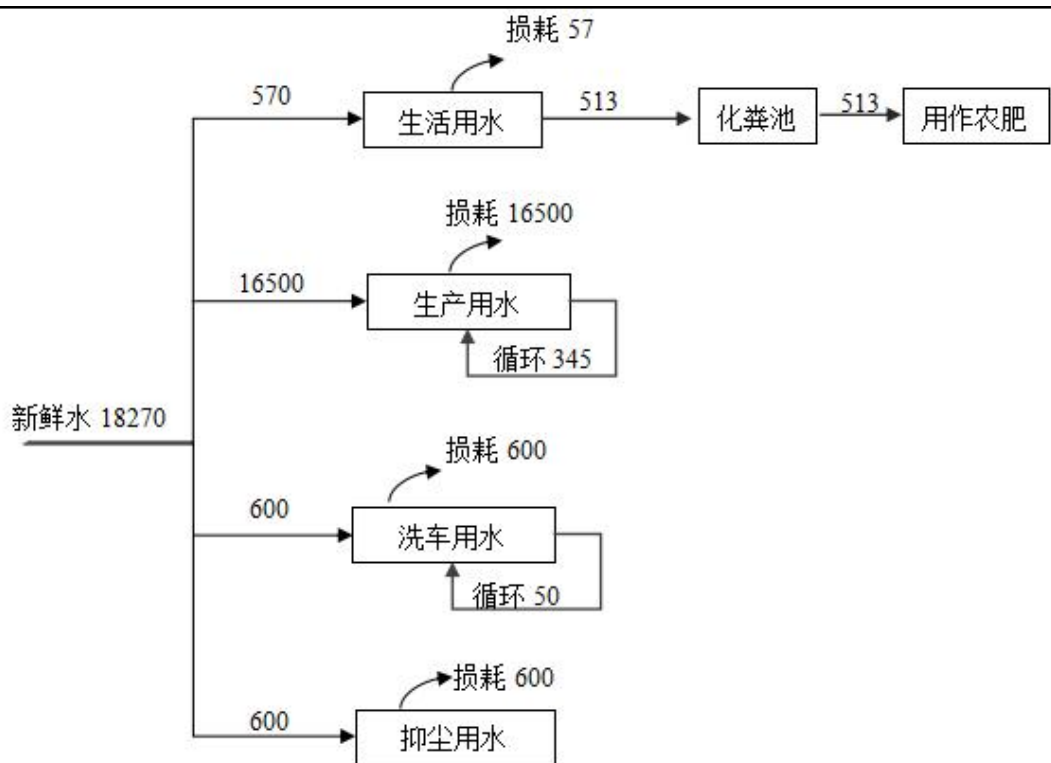 损耗 57
570
生活用水
513
化粪池
513
用作农肥
损耗 16500
16500
生产用水
循环 345
新鲜水 18270
损耗 600
600
洗车用水
循环 50
损耗 600
600
抑尘用水